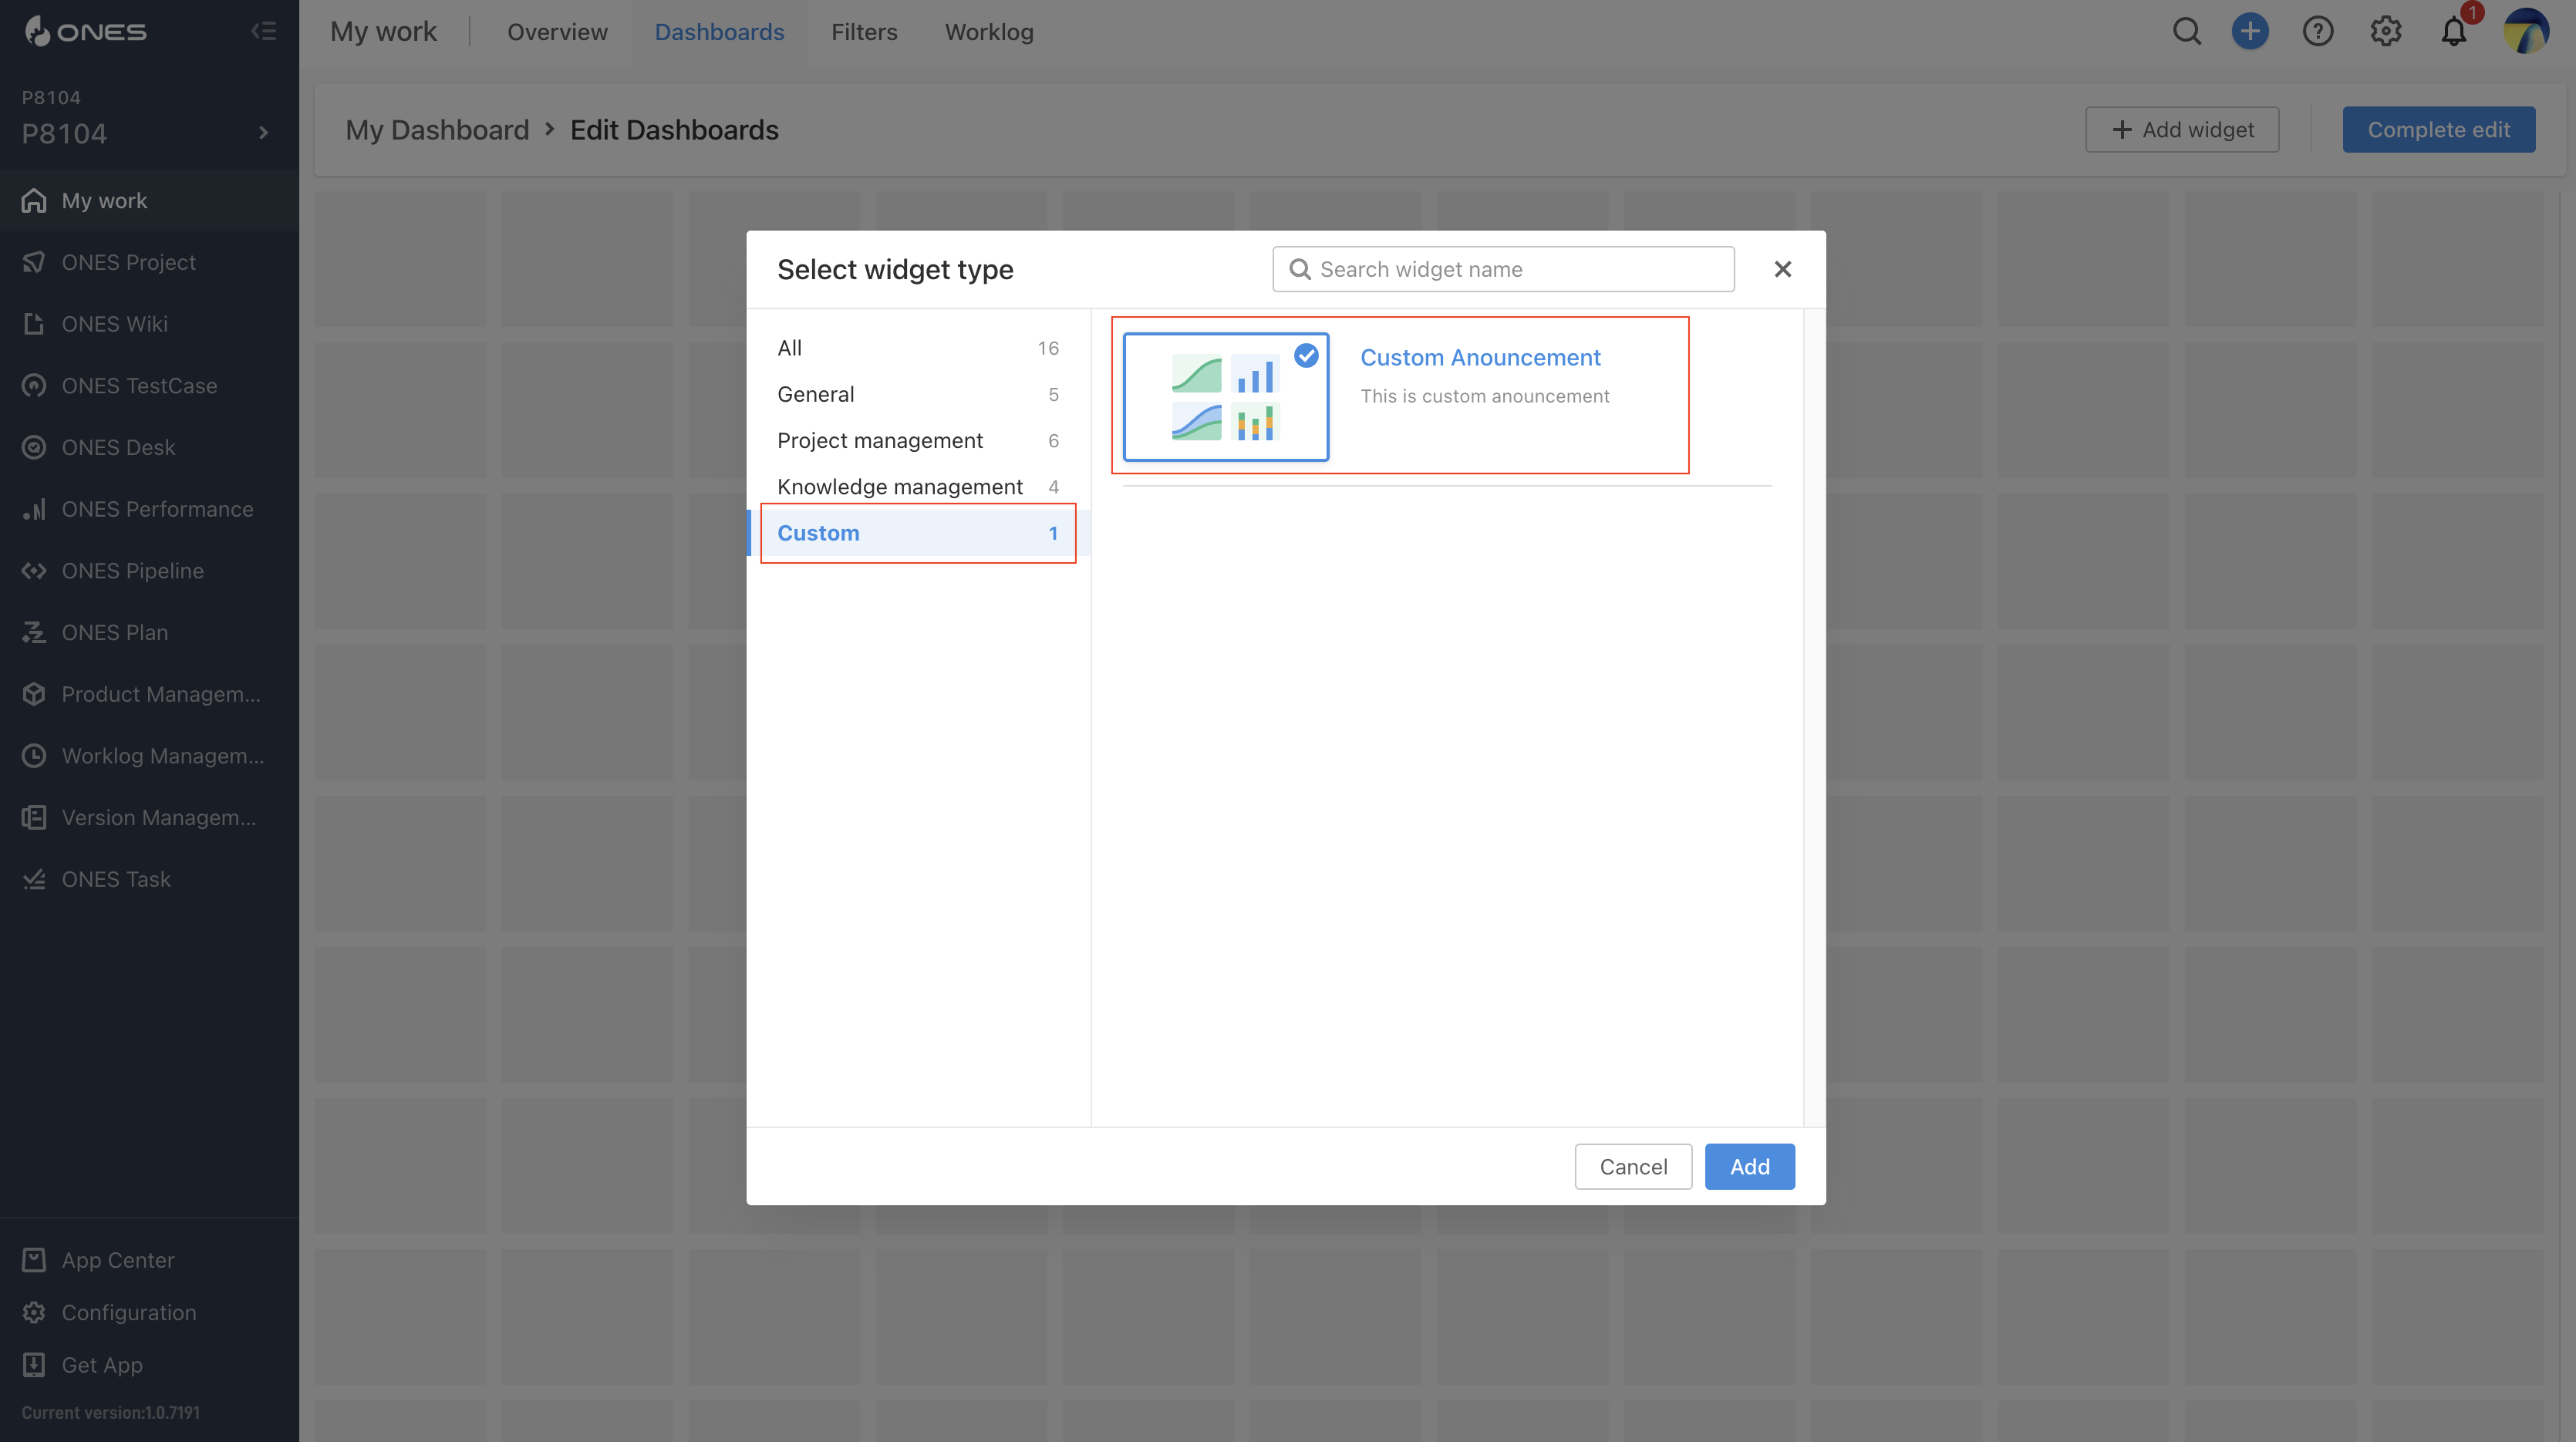 ONES
My work
Overview
Dashboards
Filters
Worklog
1
P8104
P8104
My Dashboard
Edit Dashboards
Add widget
Complete edit
My work
ONES Project
ONES Wiki
ONES TestCase
ONES Desk
ONES Performance
ONES Pipeline
ONES Plan
Product Managem...
Worklog Managem...
Version Managem...
ONES Task
App Center
Configuration
Get App
Current version:1.0.7191
Select widget type
Search widget name
All 16
General 5
Project management 6
Knowledge management 4
Custom 1
Custom Anouncement
This is custom anouncement
Cancel
Add